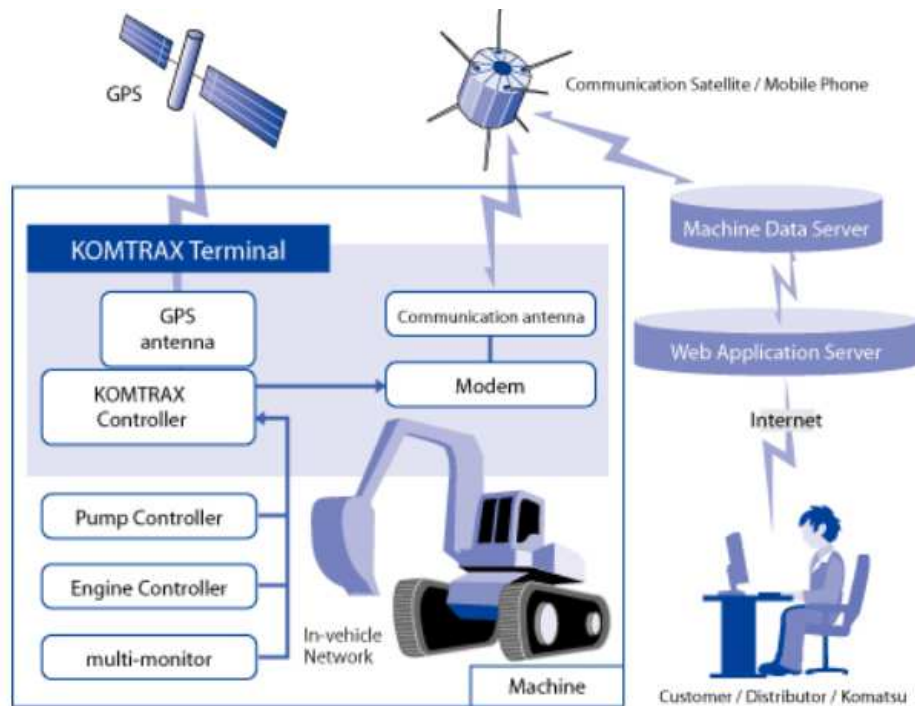 GPS
Communication Satellite / Mobile Phone
KOMTRAX Terminal
GPS
antenna
Communication antenna
KOMTRAX
Controller
Modem
Pump Controller
Engine Controller
multi-monitor
In-vehicle
Network
Machine
Machine Data Server
Web Application Server
Internet
Customer / Distributor / Komatsu